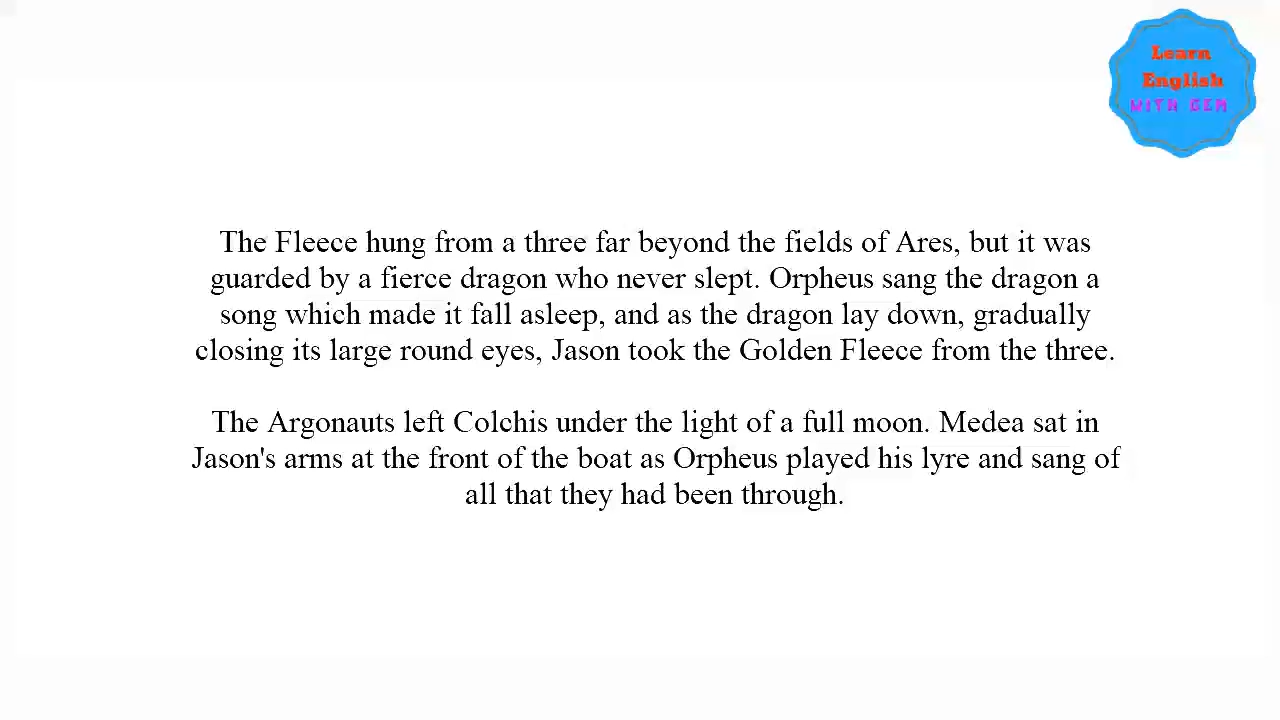 Learn
English
WITH CEM
The Fleece hung from a three far beyond the fields of Ares, but it was
guarded by a fierce dragon who never slept. Orpheus sang the dragon a
song which made it fall asleep, and as the dragon lay down, gradually
closing its large round eyes, Jason took the Golden Fleece from the three.
The Argonauts left Colchis under the light of a full moon. Medea sat in
Jason's arms at the front of the boat as Orpheus played his lyre and sang of
all that they had been through.